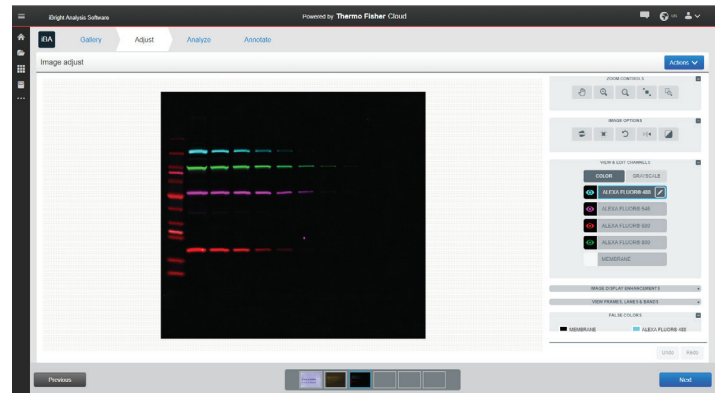 iBright Analysis Software
Powered by Thermo Fisher Cloud
US
iBA
Gallery
Adjust
Analyze
Annotate
Image adjust
Actions
ZOOM CONTROLS
IMAGE OPTIONS
VIEW & EDIT CHANNELS
COLOR
GRAYSCALE
ALEXA FLUOR® 488
ALEXA FLUOR® 546
ALEXA FLUOR®
ALEXA FLUOR®
MEMBRANE
IMAGE DISPLAY ENHANCEMENTS
VIEW FRAMES, LANES & BANDS
FALSE COLORS
MEMBRANE
ALEXA FLUOR® 488
Undo
Redo
Previous
Next